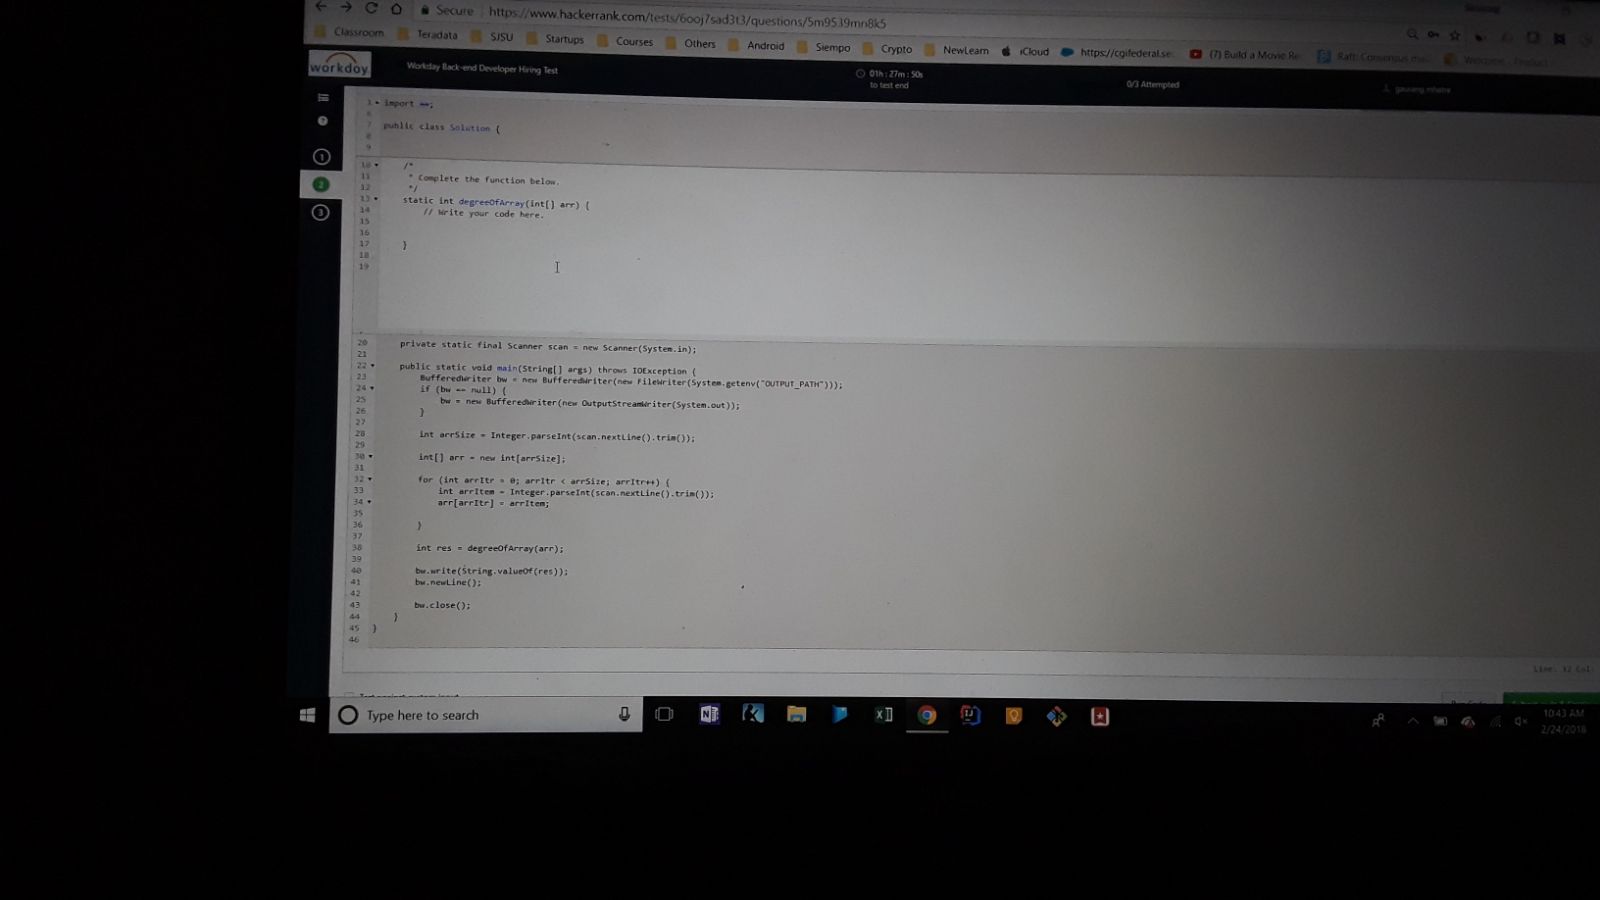 Secure https://www.hackerrank.com/tests/6ooj7sad3t3/questions/5m9539mn8k5
Classroom Teradata SJSU Startups Courses Others Android Siempo Crypto NewLearn iCloud https://cgifederal.se (7) Build a Movie Re Raft: Consensus ma
workday Workday Back-end Developer Hiring Test 01h : 27m : 50s 0/3 Attempted
to test end
1 import
6
7 public class Solution {
8
9
10 /*
11 * Complete the function below.
12 */
13 static int degreeOfArray(int[] arr) {
14 // Write your code here.
15
16
17 }
18
19
20 private static final Scanner scan = new Scanner(System.in);
21
22 public static void main(String[] args) throws IOException {
23 BufferedWriter bw = new BufferedWriter(new FileWriter(System.getenv("OUTPUT_PATH")));
24 if (bw == null) {
25 bw = new BufferedWriter(new OutputStreamWriter(System.out));
26 }
27
28 int arrSize = Integer.parseInt(scan.nextLine().trim());
29
30 int[] arr = new int[arrSize];
31
32 for (int arrItr = 0; arrItr < arrSize; arrItr++) {
33 int arrItem = Integer.parseInt(scan.nextLine().trim());
34 arr[arrItr] = arrItem;
35
36 }
37
38 int res = degreeOfArray(arr);
39
40 bw.write(String.valueOf(res));
41 bw.newLine();
42
43 bw.close();
44 }
45 }
46
1
2
3
Line: 12 Col:
Type here to search
10:43 AM
2/24/2018